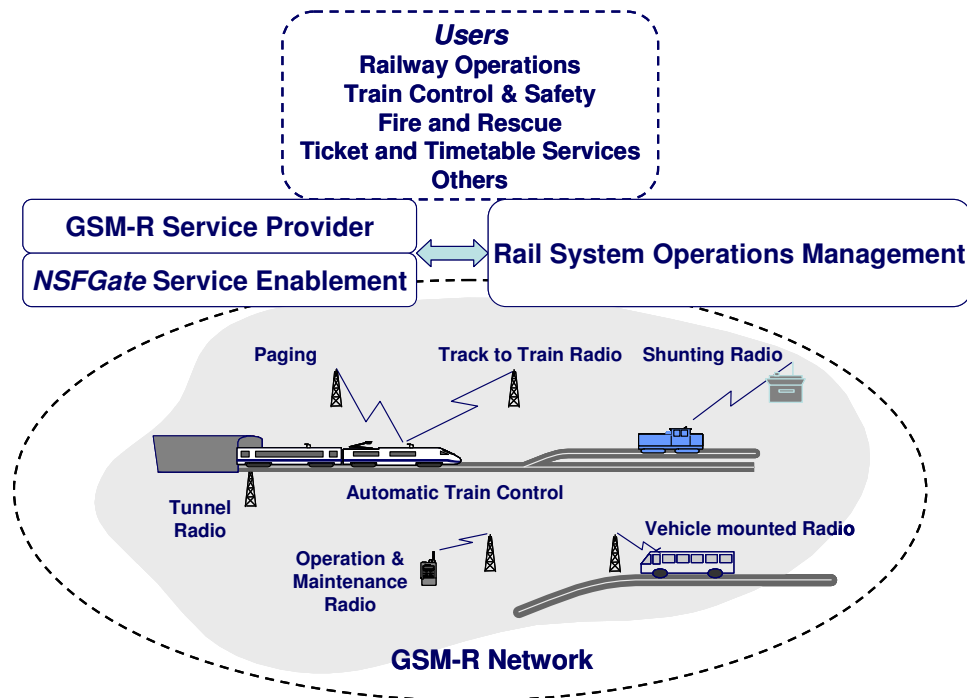 Users
Railway Operations
Train Control & Safety
Fire and Rescue
Ticket and Timetable Services
Others
GSM-R Service Provider
NSFGate Service Enablement
Rail System Operations Management
Paging
Track to Train Radio
Shunting Radio
Tunnel
Radio
Automatic Train Control
Operation &
Maintenance
Radio
Vehicle mounted Radio
GSM-R Network